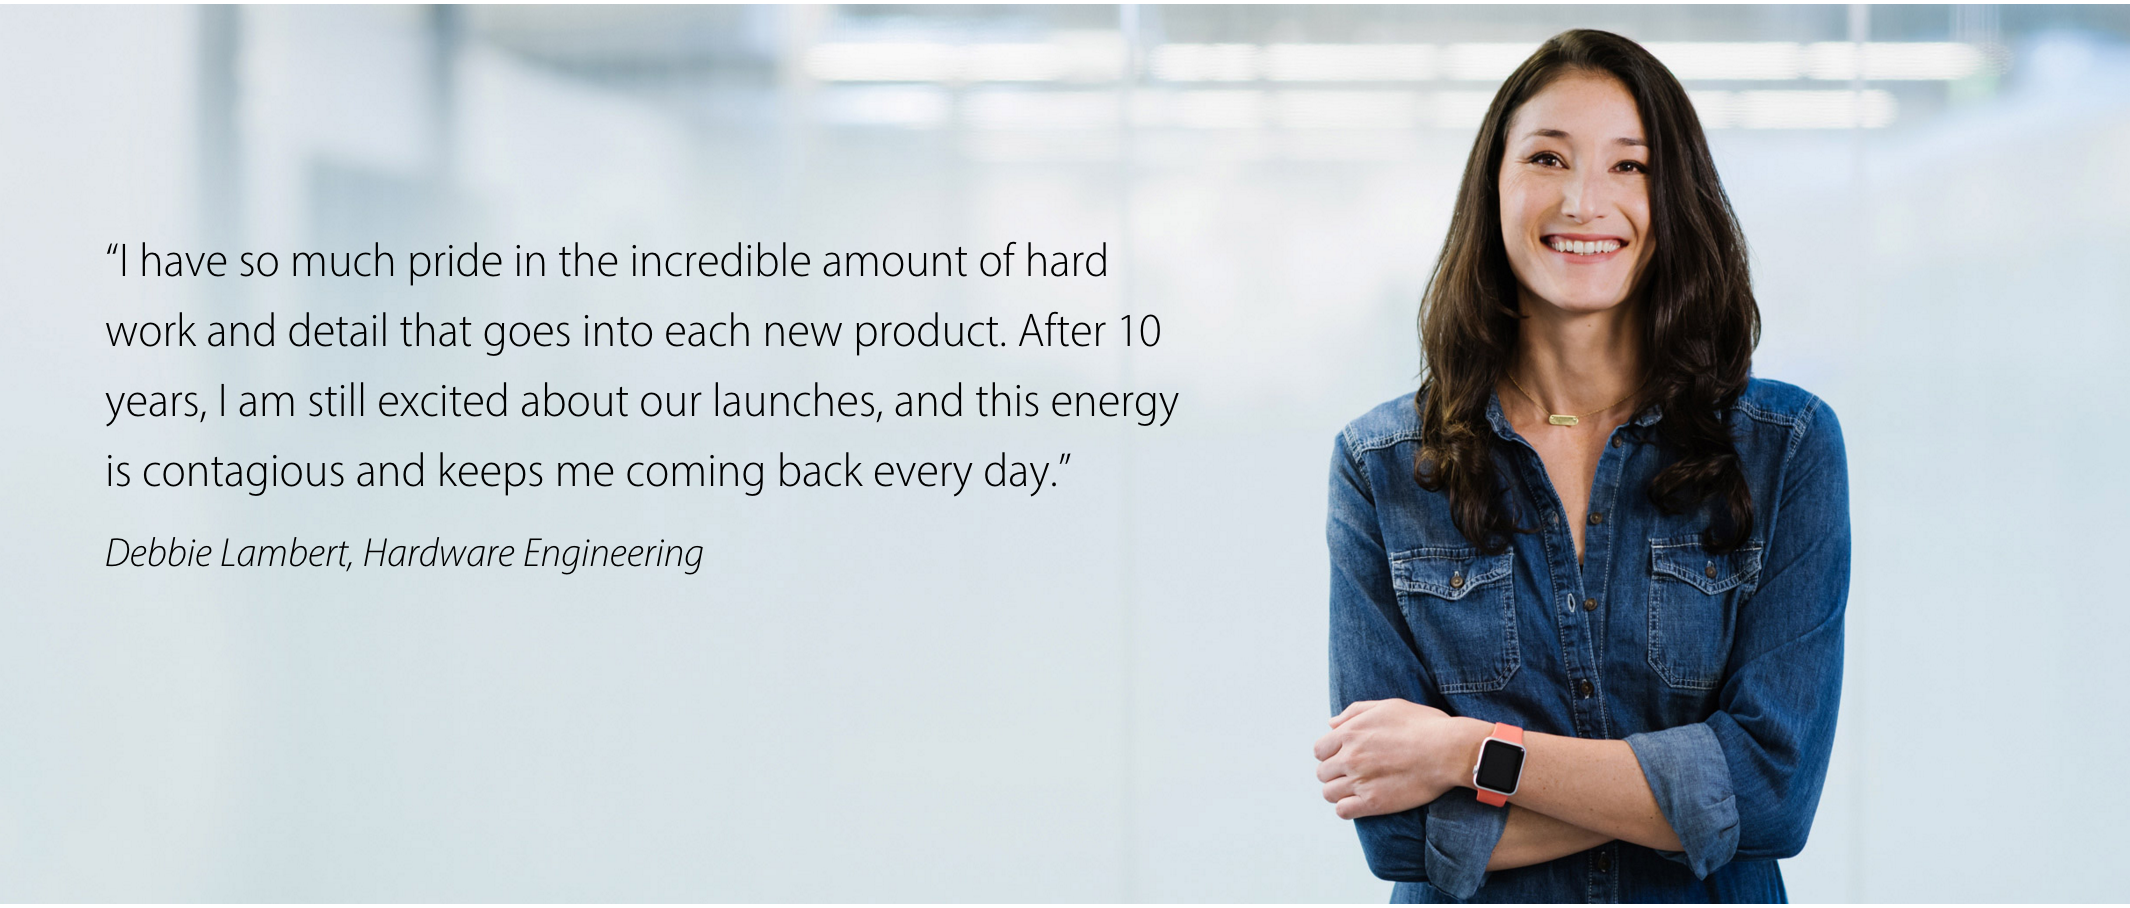 “I have so much pride in the incredible amount of hard
work and detail that goes into each new product. After 10
years, I am still excited about our launches, and this energy
is contagious and keeps me coming back every day.”
Debbie Lambert, Hardware Engineering